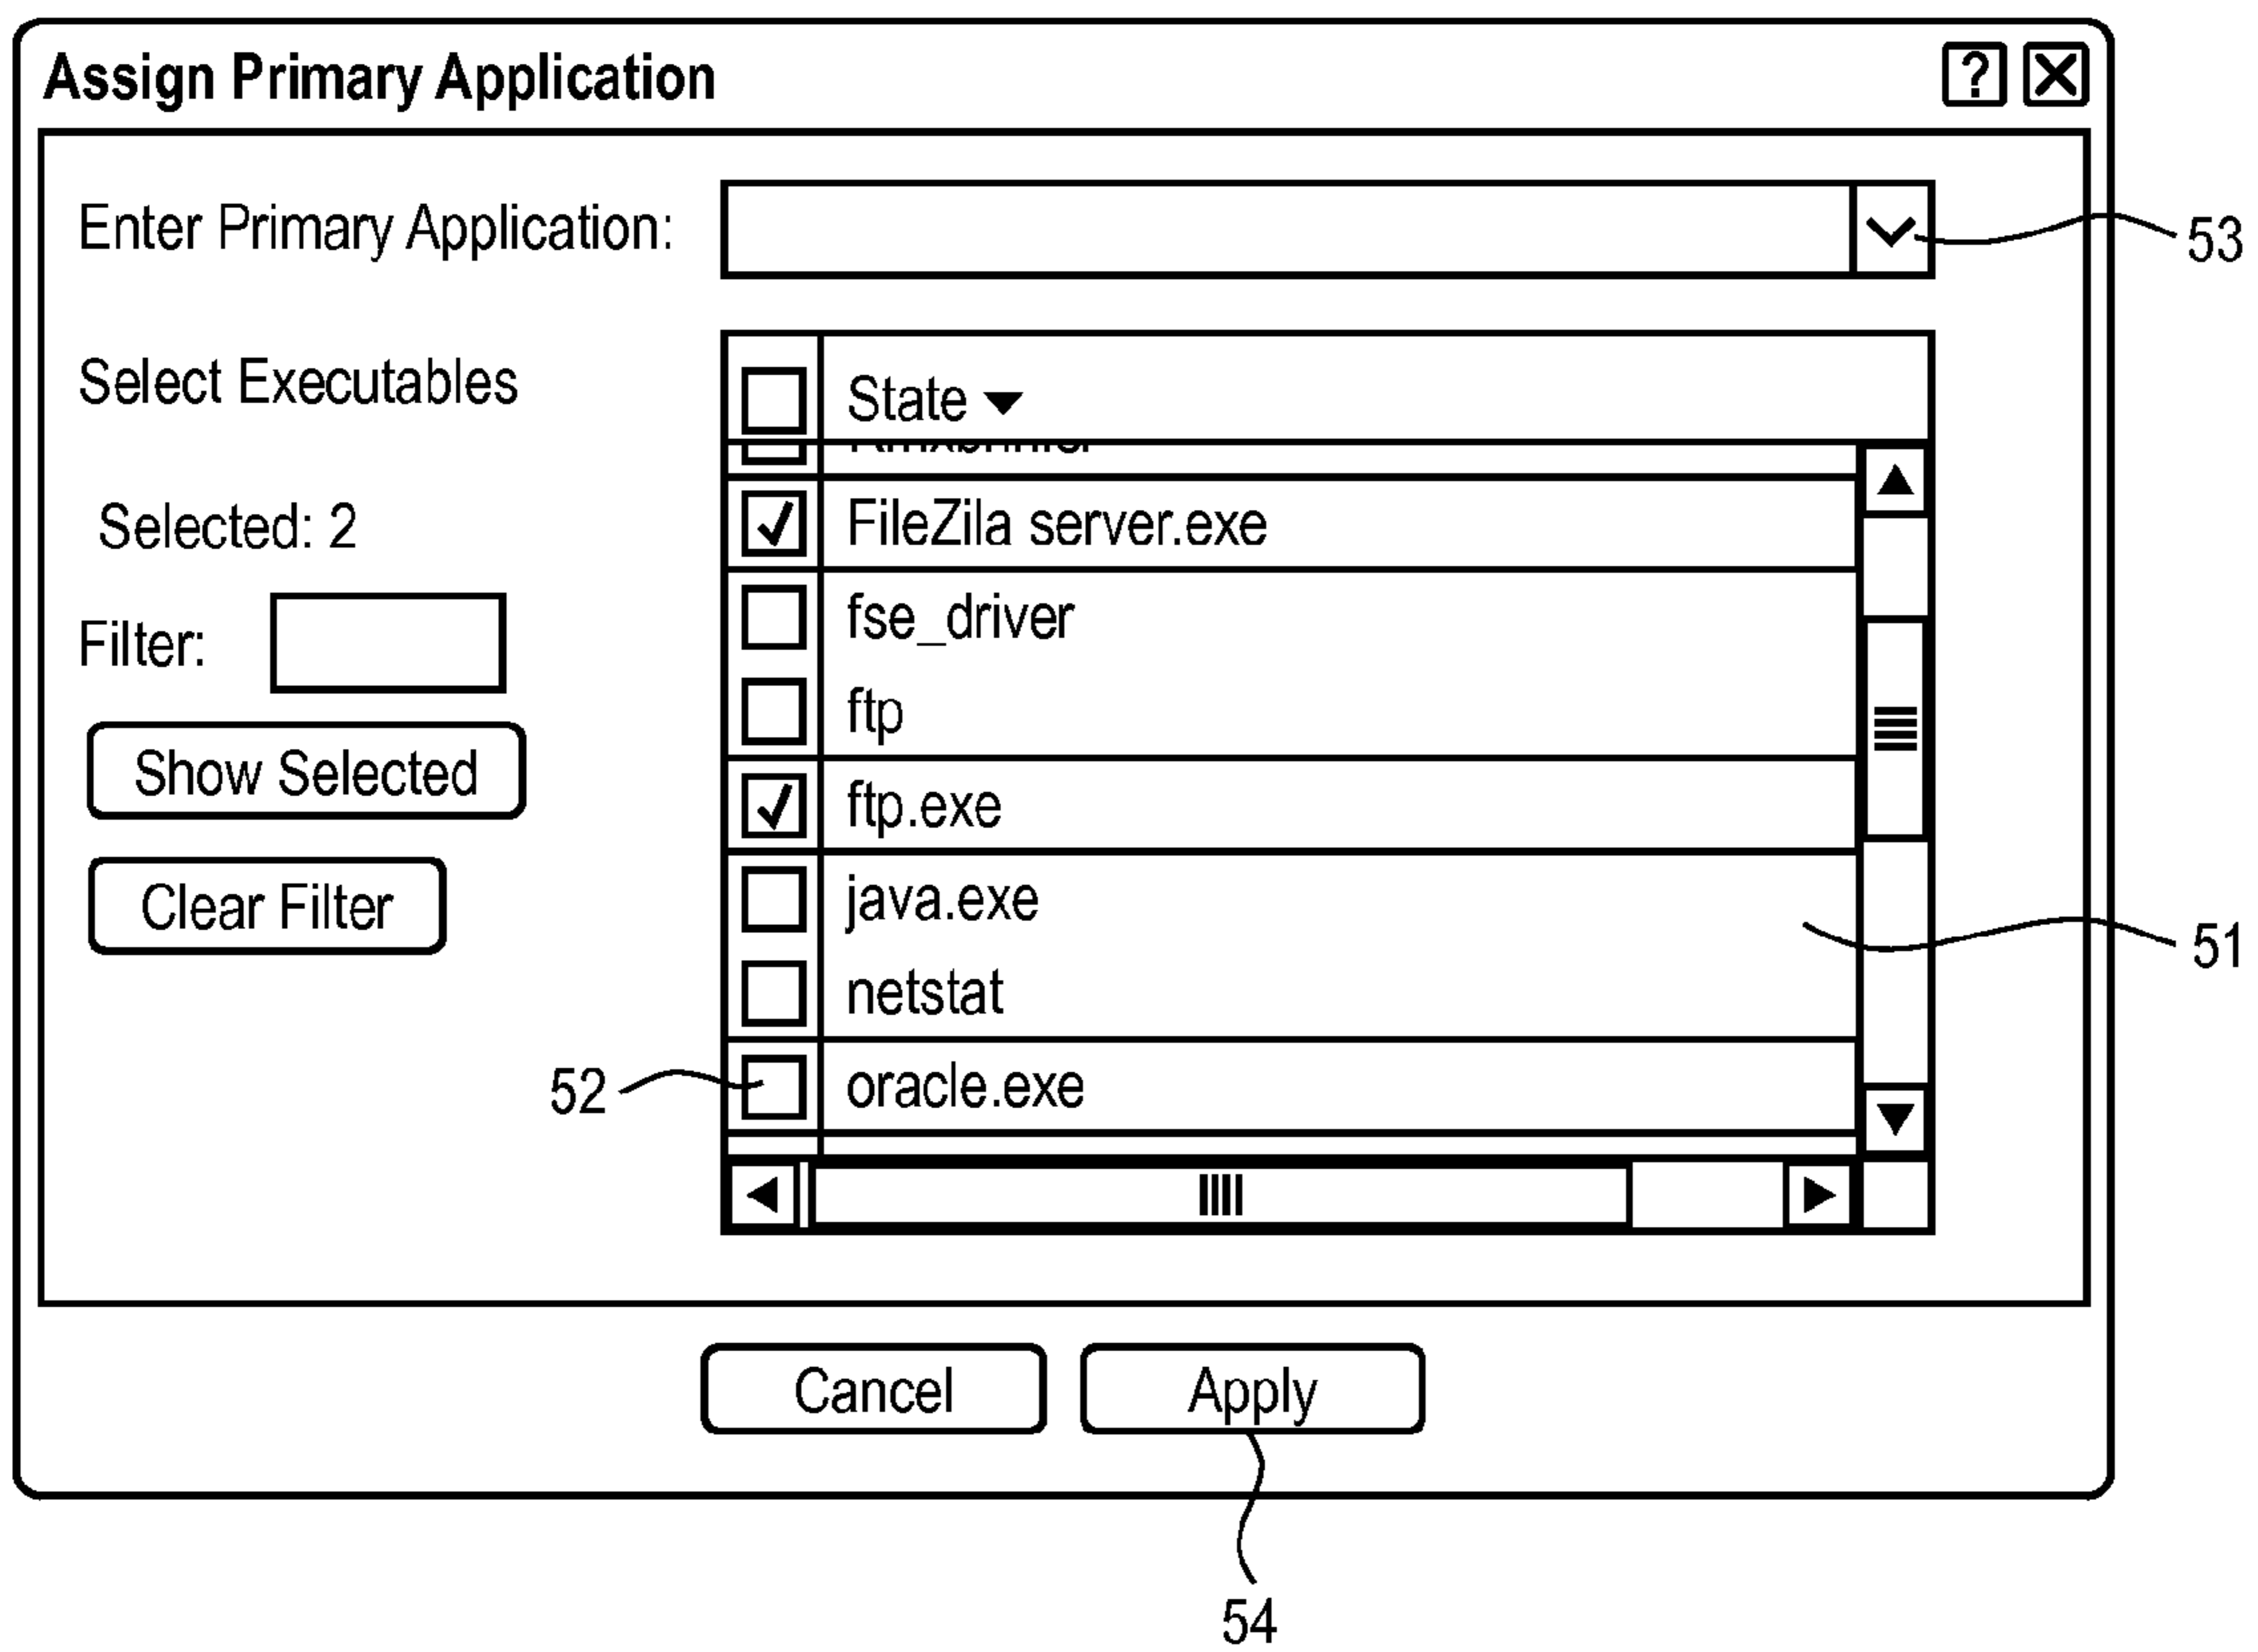 Assign Primary Application ?
Enter Primary Application:
53
Select Executables
State
Selected: 2
FileZila server.exe
Filter:
fse_driver
ftp
Show Selected
ftp.exe
Clear Filter
java.exe
51
netstat
52
oracle.exe
Cancel
Apply
54